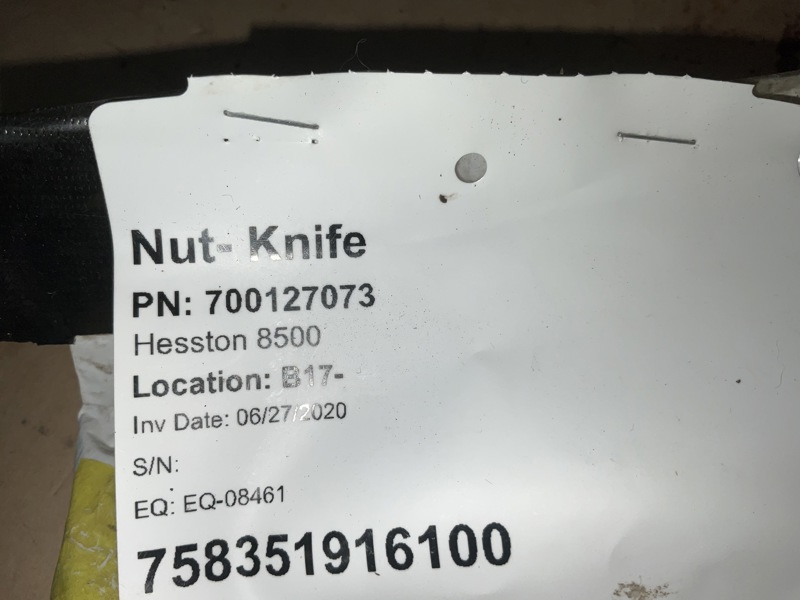 Nut- Knife
PN: 700127073
Hesston 8500
Location: B17-
Inv Date: 06/27/2020
S/N:
EQ: EQ-08461
758351916100